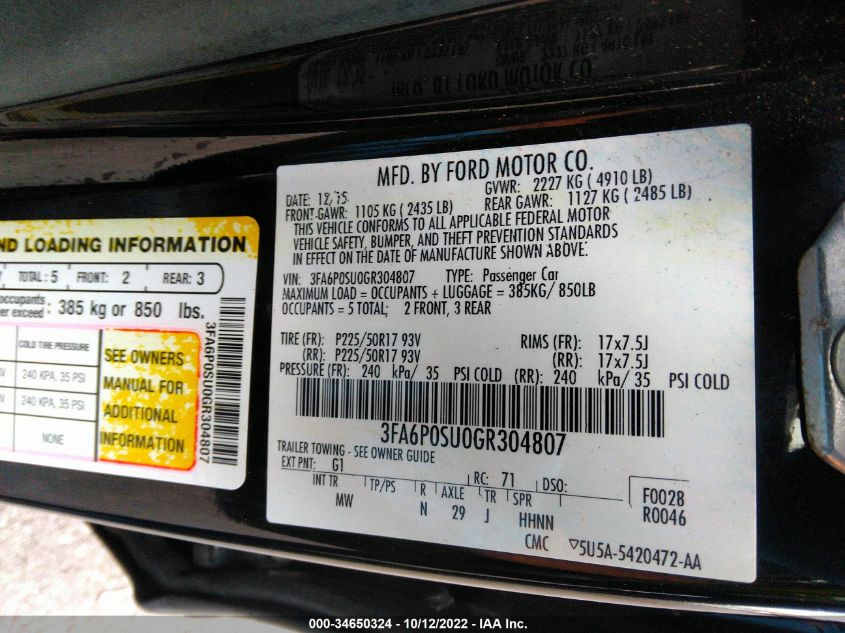 MFD. BY FORD MOTOR CO.
DATE: 12/15 GVWR: 2227 KG ( 4910 LB)
FRONT GAWR: 1105 KG ( 2435 LB) REAR GAWR: 1127 KG ( 2485 LB)
THIS VEHICLE CONFORMS TO ALL APPLICABLE FEDERAL MOTOR
VEHICLE SAFETY, BUMPER, AND THEFT PREVENTION STANDARDS
IN EFFECT ON THE DATE OF MANUFACTURE SHOWN ABOVE.
VIN: 3FA6P0SU0GR304807 TYPE: Passenger Car
MAXIMUM LOAD = OCCUPANTS + LUGGAGE = 385KG/ 850LB
OCCUPANTS = 5 TOTAL; 2 FRONT, 3 REAR
TIRE (FR): P225/50R17 93V RIMS (FR): 17x7.5J
(RR): P225/50R17 93V (RR): 17x7.5J
PRESSURE (FR): 240 kPa/ 35 PSI COLD (RR): 240 kPa/ 35 PSI COLD
3FA6P0SU0GR304807
TRAILER TOWING - SEE OWNER GUIDE
EXT PNT: G1 RC: 71 DSO:
INT TR TP/PS R AXLE TR SPR F0028
MW N 29 J HHNN R0046
CMC ▽5U5A-5420472-AA
ND LOADING INFORMATION
TOTAL: 5 FRONT: 2 REAR: 3
occupants
er exceed: 385 kg or 850 lbs.
COLD TIRE PRESSURE
240 KPA, 35 PSI
240 KPA, 35 PSI
NONE
SEE OWNERS
MANUAL FOR
ADDITIONAL
INFORMATION
3FA6P0SU0GR304807
000-34650324 - 10/12/2022 - IAA Inc.